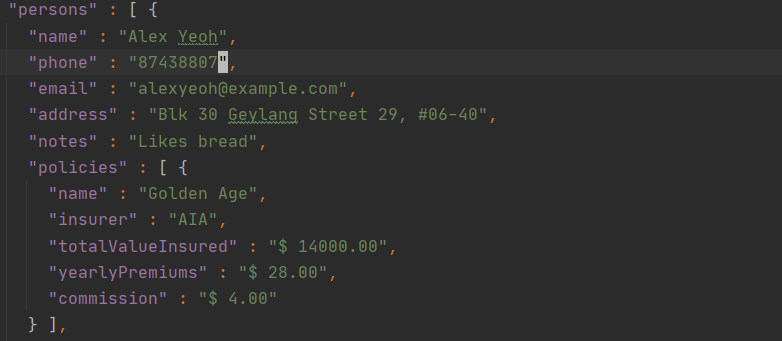 "persons" : [ {
"name" : "Alex Yeoh",
"phone" : "87438807",
"email" : "alexyeoh@example.com",
"address" : "Blk 30 Geylang Street 29, #06-40",
"notes" : "Likes bread",
"policies" : [ {
"name" : "Golden Age",
"insurer" : "AIA",
"totalValueInsured" : "$ 14000.00",
"yearlyPremiums" : "$ 28.00",
"commission" : "$ 4.00"
} ],